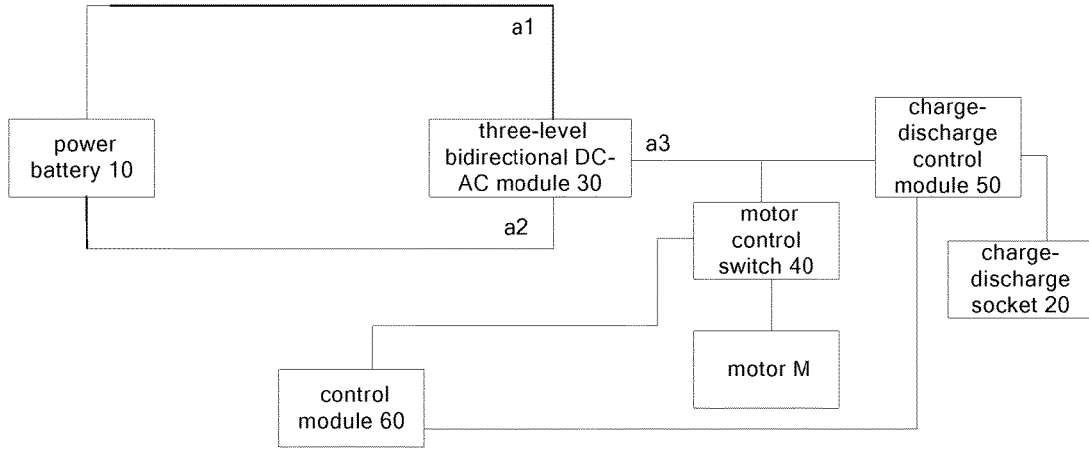 a1
power
battery 10
three-level
bidirectional DC-
AC module 30
a3
charge-
discharge
control
module 50
a2
motor
control
switch 40
charge-
discharge
socket 20
motor M
control
module 60